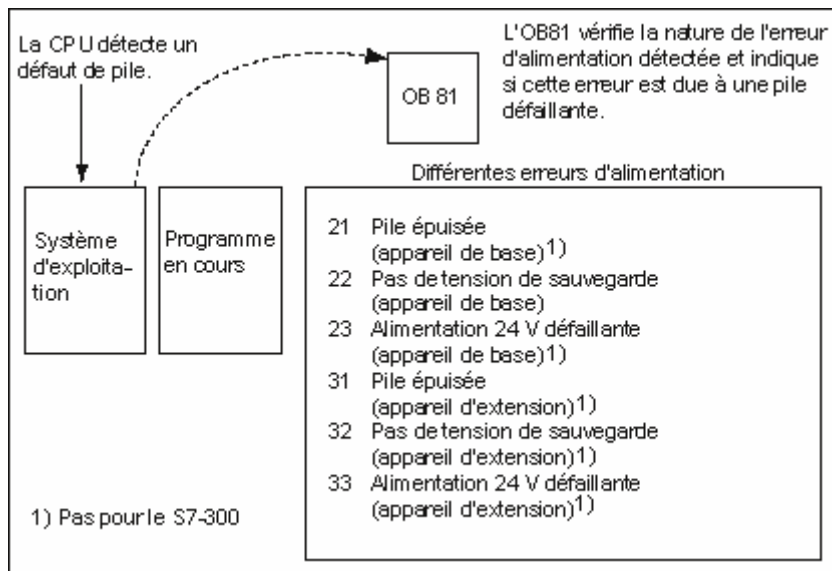 La CPU détecte un
défaut de pile.
OB 81
L'OB81 vérifie la nature de l'erreur
d'alimentation détectée et indique
si cette erreur est due à une pile
défaillante.
Système
d'exploita-
tion
Programme
en cours
Différentes erreurs d'alimentation
21 Pile épuisée
(appareil de base)1)
22 Pas de tension de sauvegarde
(appareil de base)
23 Alimentation 24 V défaillante
(appareil de base)1)
31 Pile épuisée
(appareil d'extension)1)
32 Pas de tension de sauvegarde
(appareil d'extension)1)
33 Alimentation 24 V défaillante
(appareil d'extension)1)
1) Pas pour le S7-300